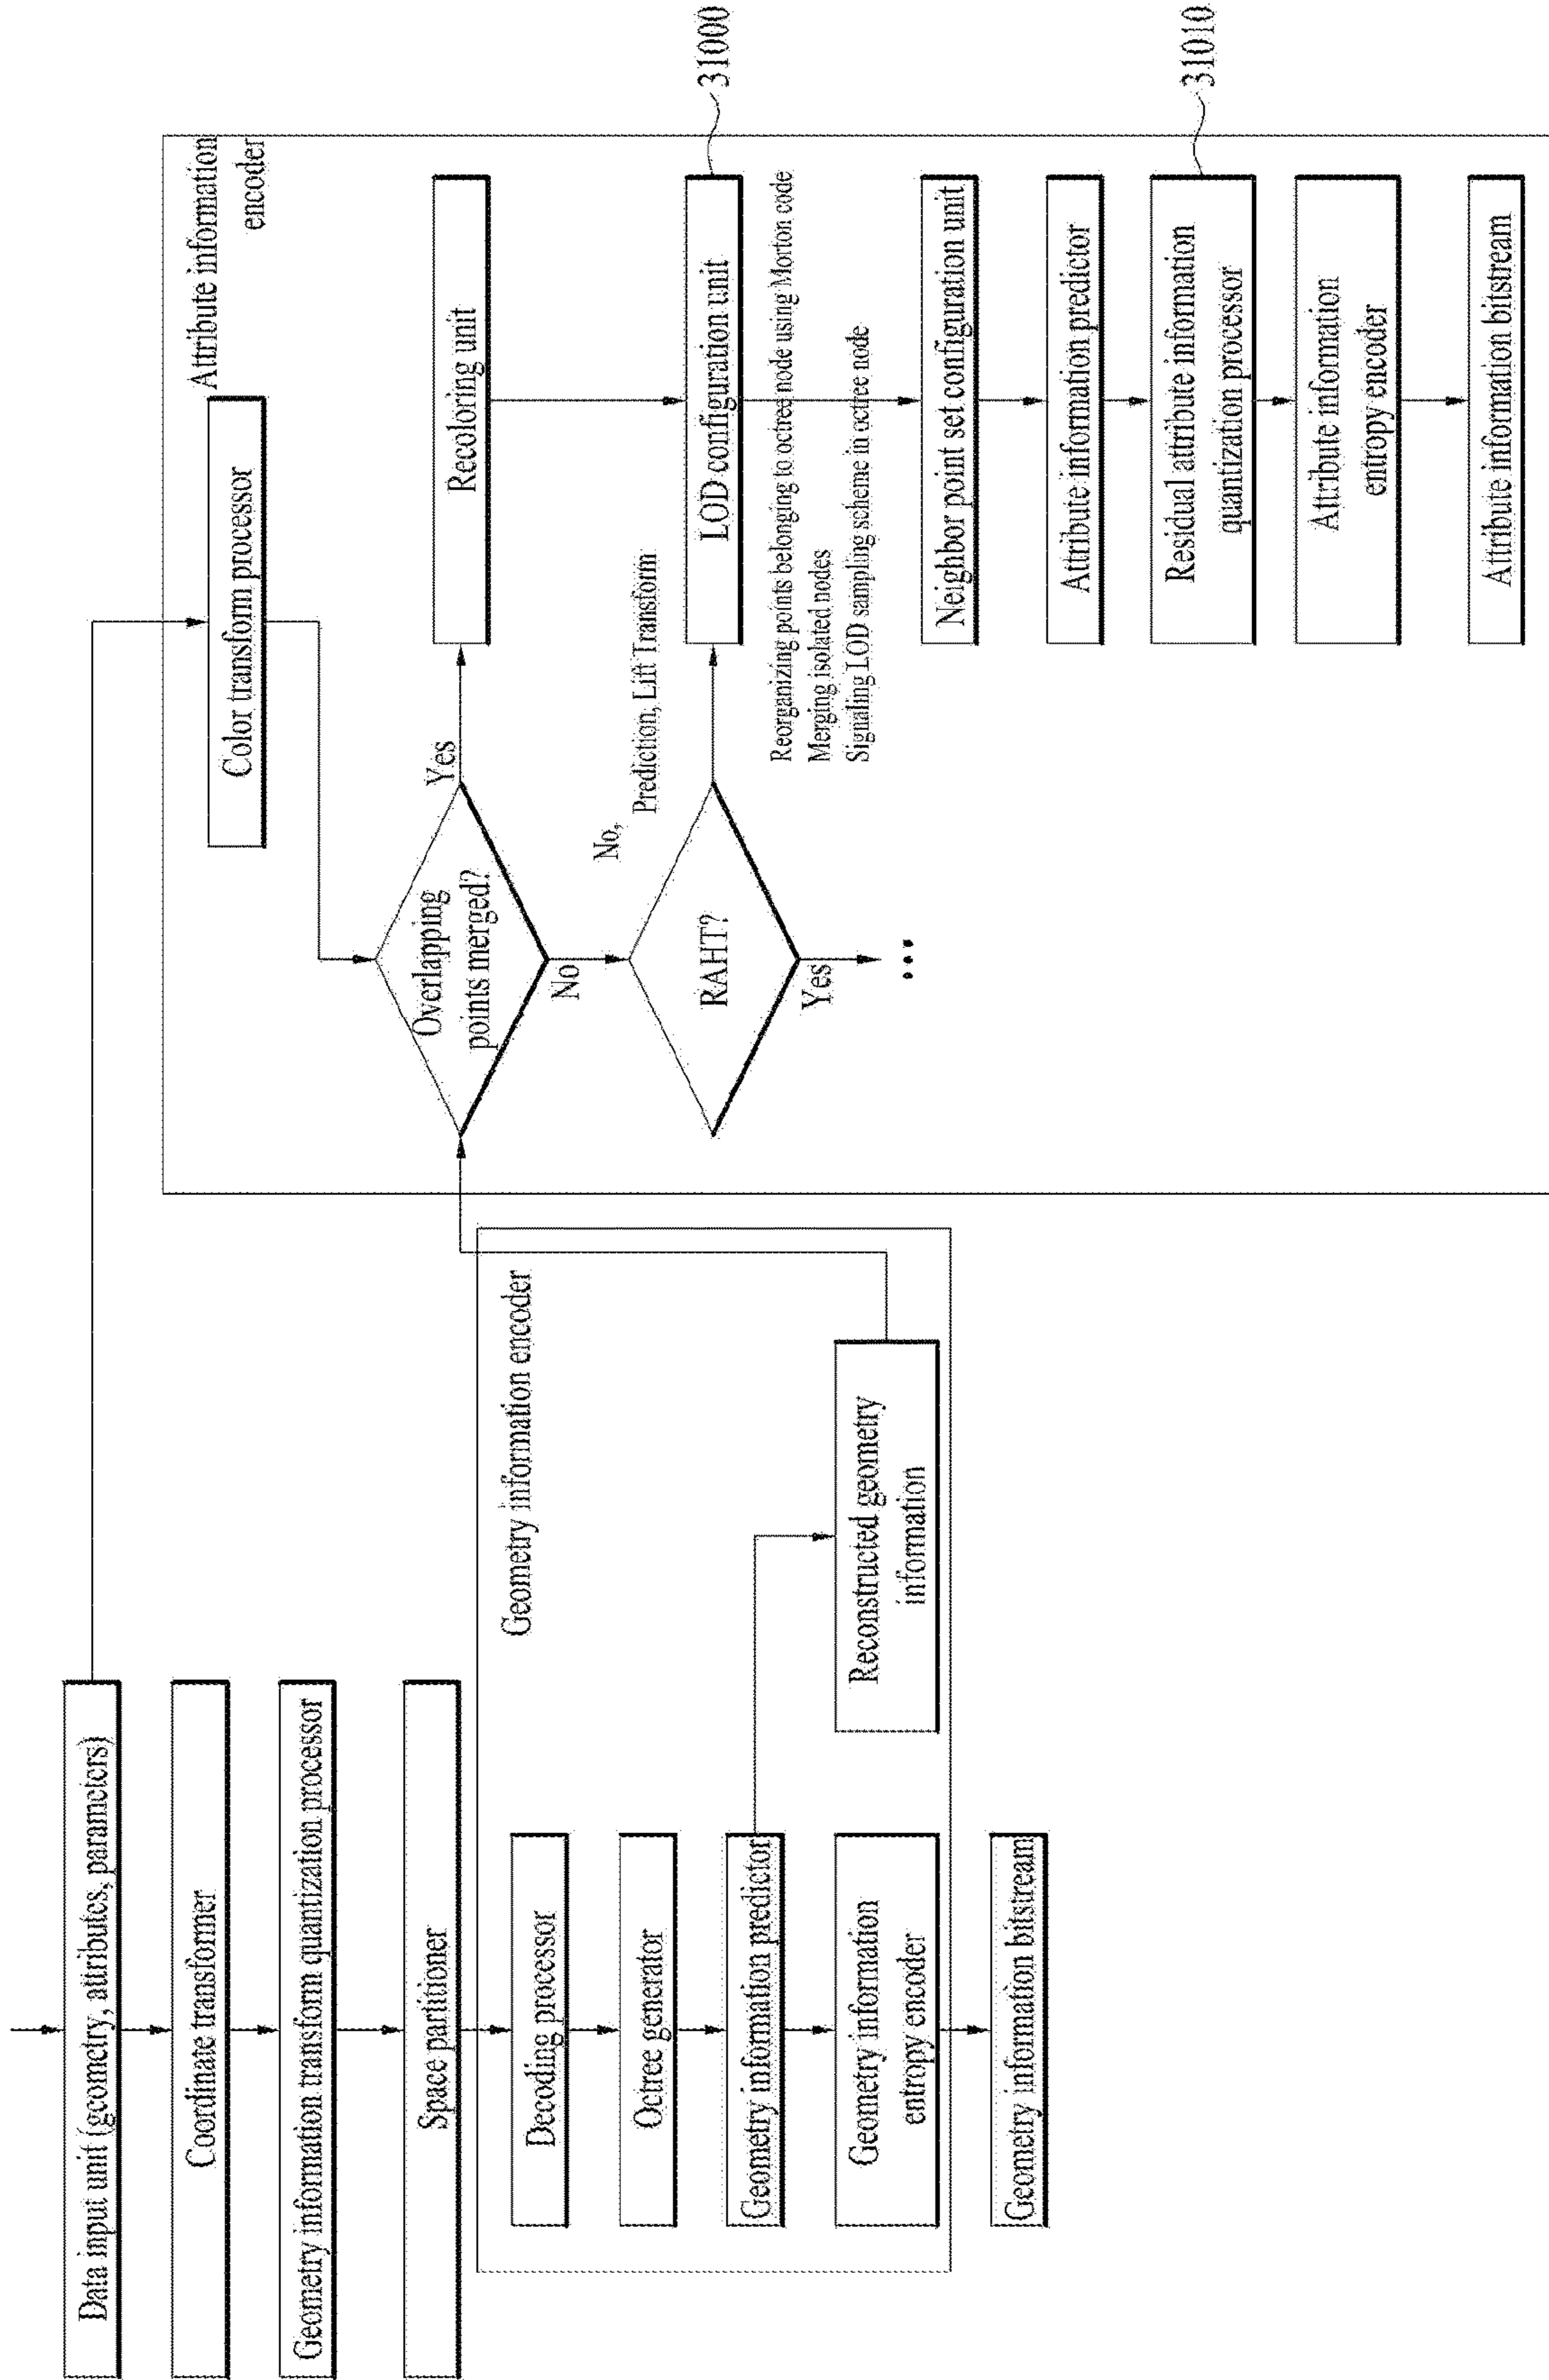 Data input unit (geometry, attributes, parameters)
Coordinate transformer
Geometry information transform quantization processor
Space partitioner
Geometry information encoder
Decoding processor
Octree generator
Geometry information predictor
Geometry information
entropy encoder
Geometry information bitstream
Reconstructed geometry
information
Attribute information
encoder
Color transform processor
Overlapping
points merged?
Yes
No
Recoloring unit
RAHT?
No,
Prediction, Lift Transform
Yes
...
LOD configuration unit
31000
Reorganizing points belonging to octree node using Morton code
Merging isolated nodes
Signaling LOD sampling scheme in octree node
Neighbor point set configuration unit
Attribute information predictor
Residual attribute information
quantization processor
31010
Attribute information
entropy encoder
Attribute information bitstream